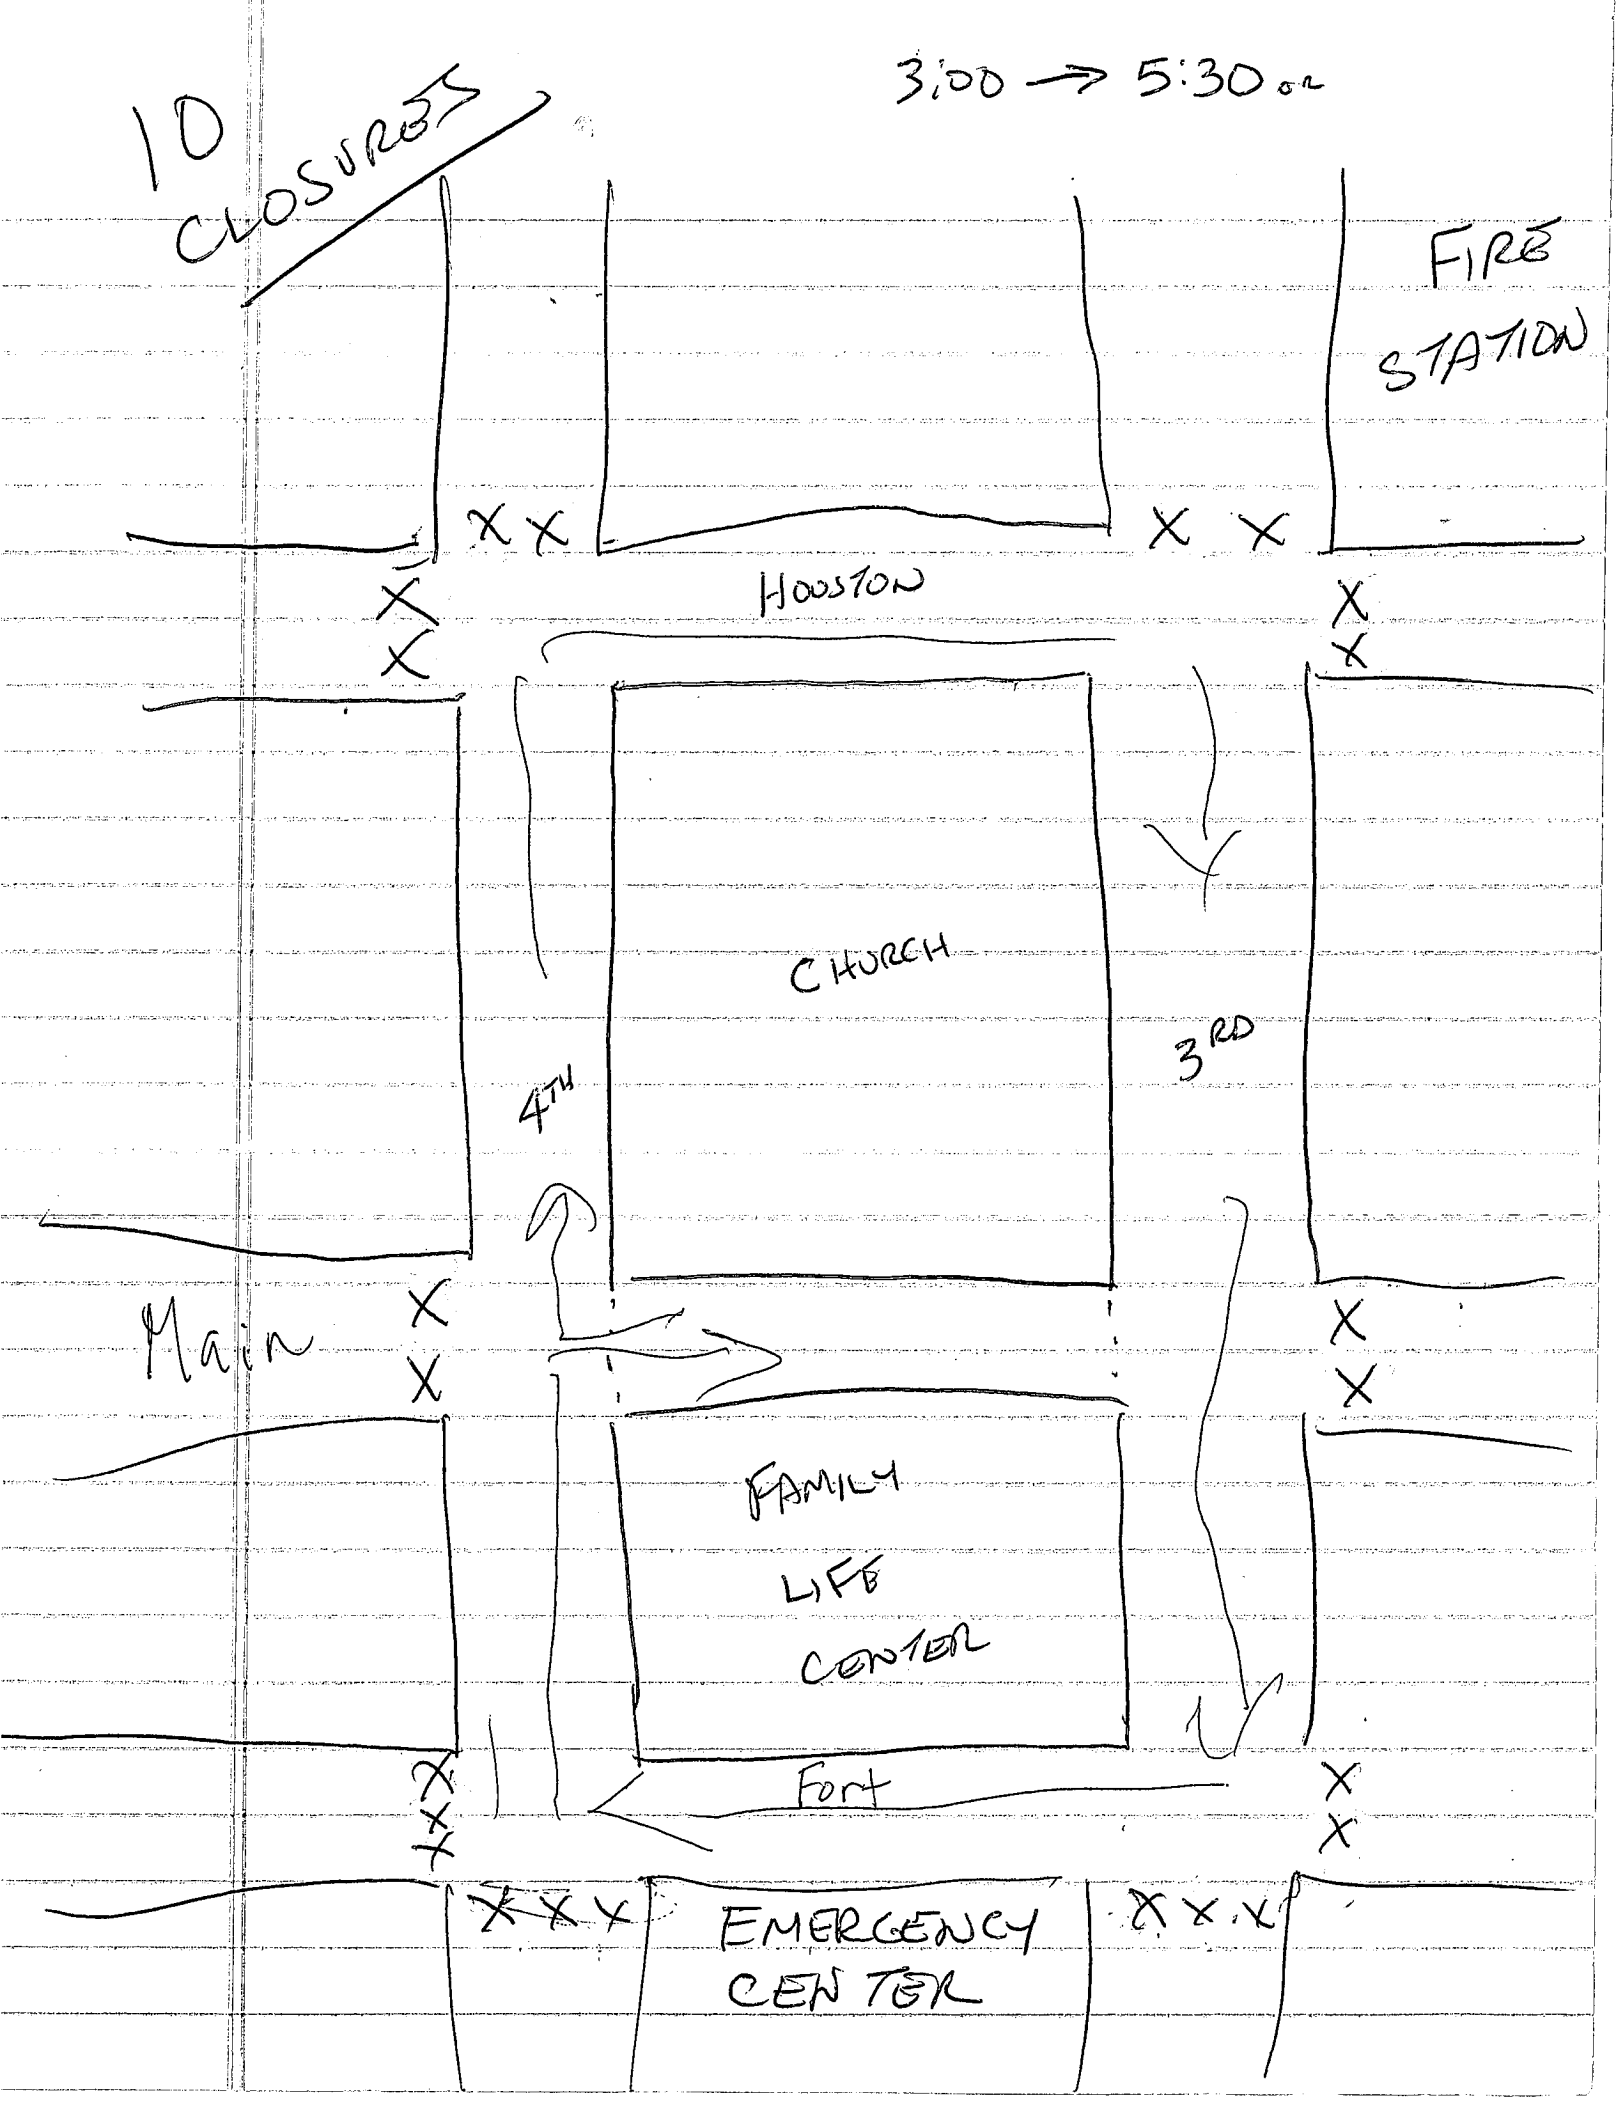 3:00 → 5:30 or
10
CLOSURES
FIRE
STATION
X X
X X
HOUSTON
X
X
X
X
CHURCH
3RD
4TH
X
X
Main
X
X
FAMILY
LIFE
CENTER
X
X
X
Fort
X
X
X X X
X X X
EMERGENCY
CENTER